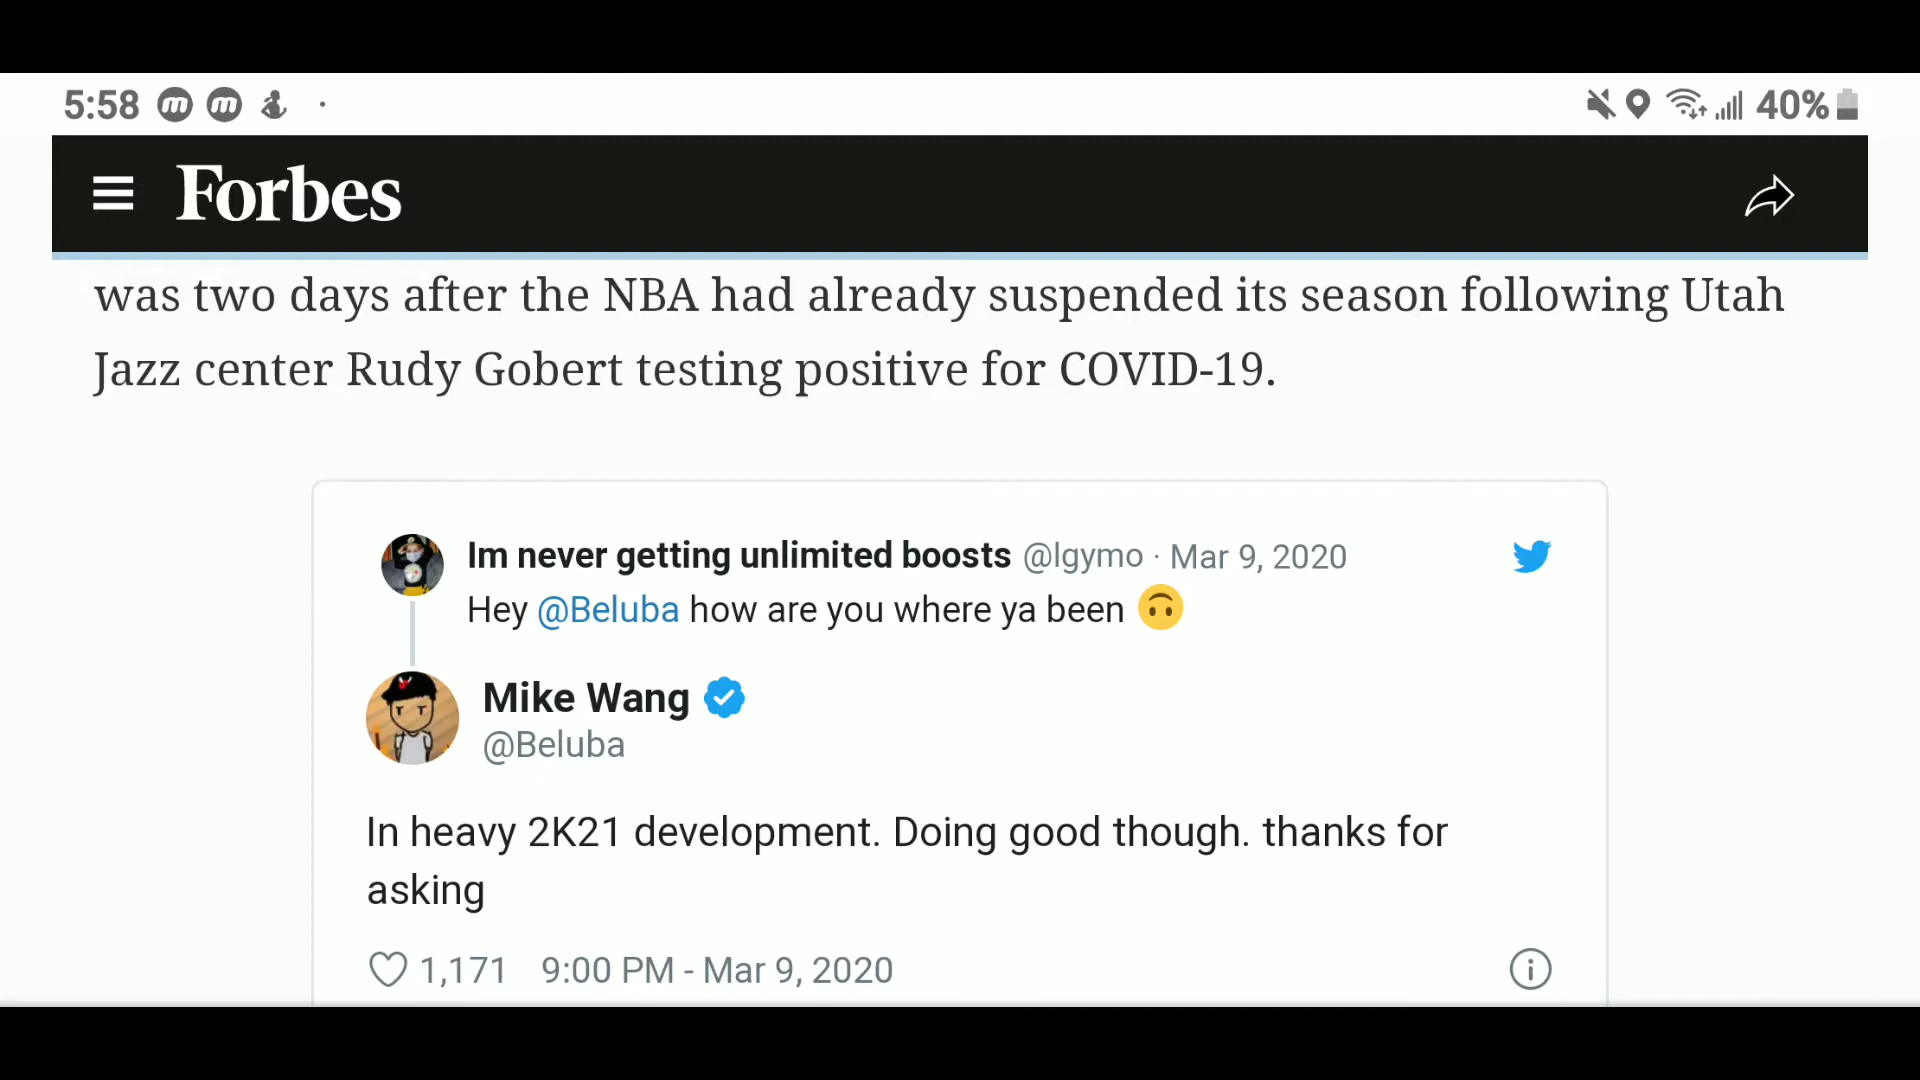 5:58
40%
Forbes
was two days after the NBA had already suspended its season following Utah
Jazz center Rudy Gobert testing positive for COVID-19.
Im never getting unlimited boosts @lgymo · Mar 9, 2020
Hey @Beluba how are you where ya been 🙃
Mike Wang
@Beluba
In heavy 2K21 development. Doing good though. thanks for
asking
1,171 9:00 PM - Mar 9, 2020